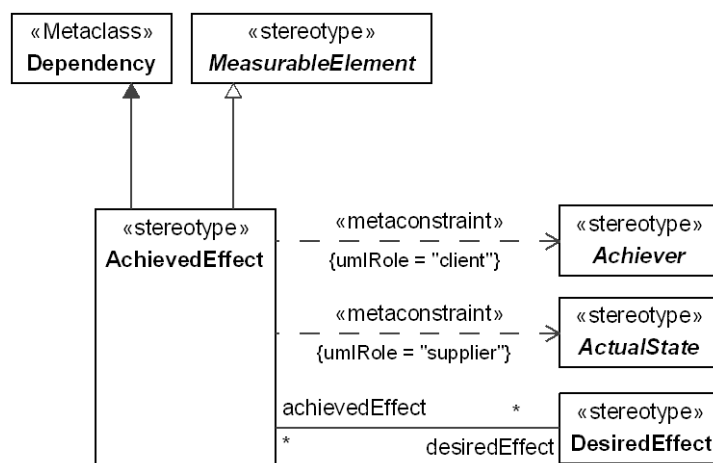 «Metaclass»
Dependency
«stereotype»
MeasurableElement
«stereotype»
AchievedEffect
«metaconstraint»
{umlRole = "client"}
«stereotype»
Achiever
«metaconstraint»
{umlRole = "supplier"}
«stereotype»
ActualState
achievedEffect
*
*
desiredEffect
«stereotype»
DesiredEffect